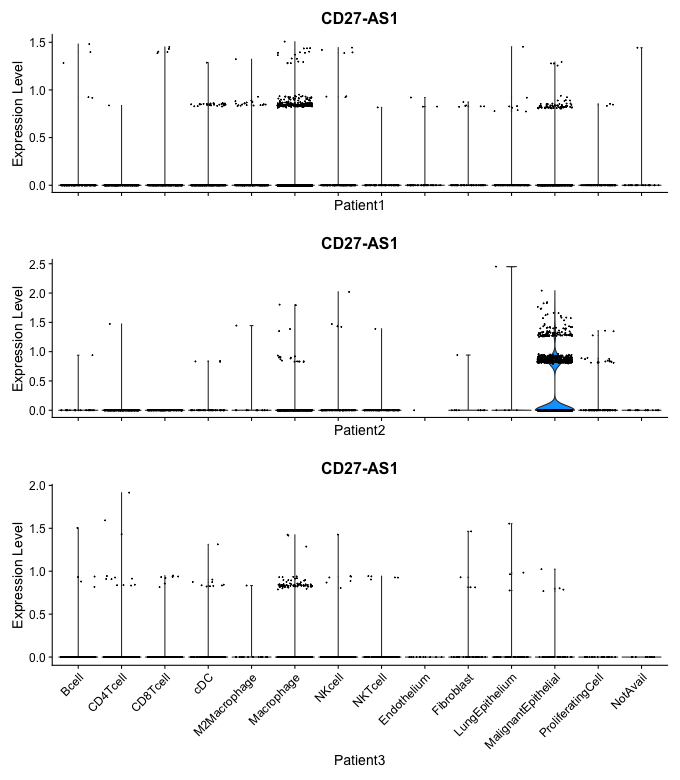 CD27-AS1
Expression Level
1.5
1.0
0.5
0.0
Patient1
CD27-AS1
Expression Level
2.5
2.0
1.5
1.0
0.5
0.0
Patient2
CD27-AS1
Expression Level
2.0
1.5
1.0
0.5
0.0
Bcell
CD4Tcell
CD8Tcell
cDC
M2Macrophage
Macrophage
NKcell
NKTcell
Endothelium
Fibroblast
LungEpithelium
MalignantEpithelial
ProliferatingCell
NotAvail
Patient3